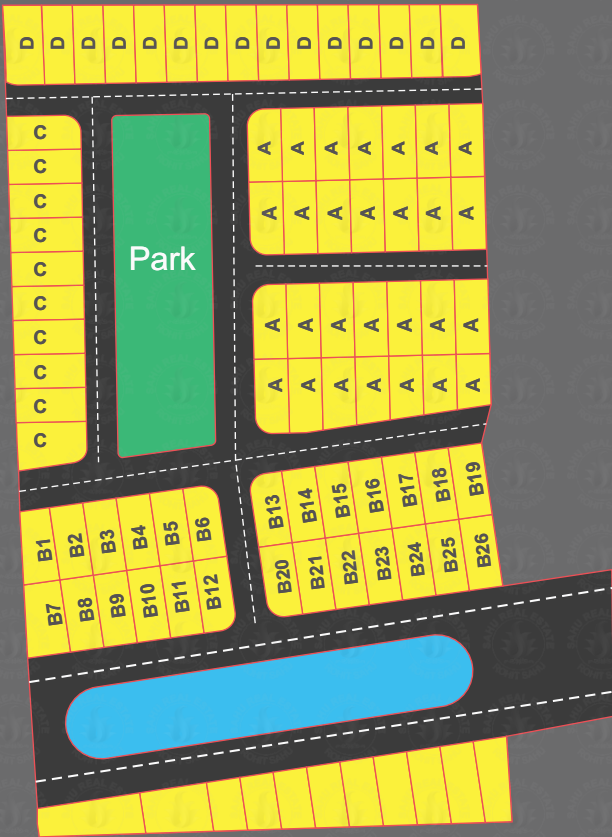 D D D D D D D D D D D D D D D
C
C
C
C
C
C
C
C
C
C
Park
A A A A A A A
A A A A A A A
A A A A A A A
A A A A A A A
B1 B2 B3 B4 B5 B6
B7 B8 B9 B10 B11 B12
B13 B14 B15 B16 B17 B18 B19
B20 B21 B22 B23 B24 B25 B26